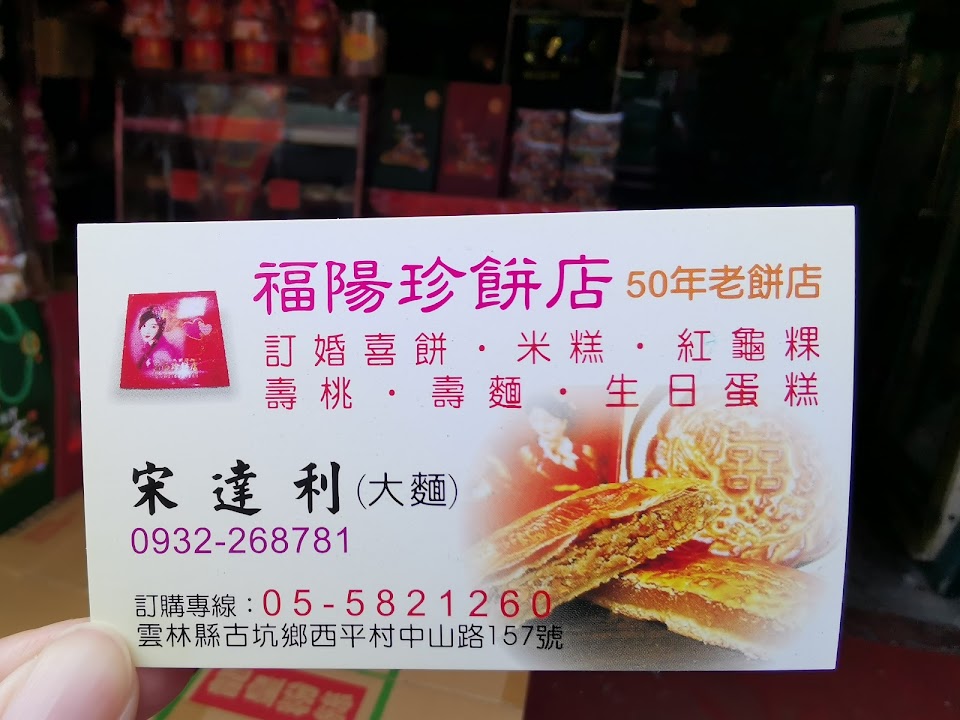 福陽珍餅店 50年老餅店
訂婚喜餅・米糕・紅龜粿
壽桃・壽麵・生日蛋糕
宋達利(大麵)
0932-268781
訂購專線：05-5821260
雲林縣古坑鄉西平村中山路157號
囍